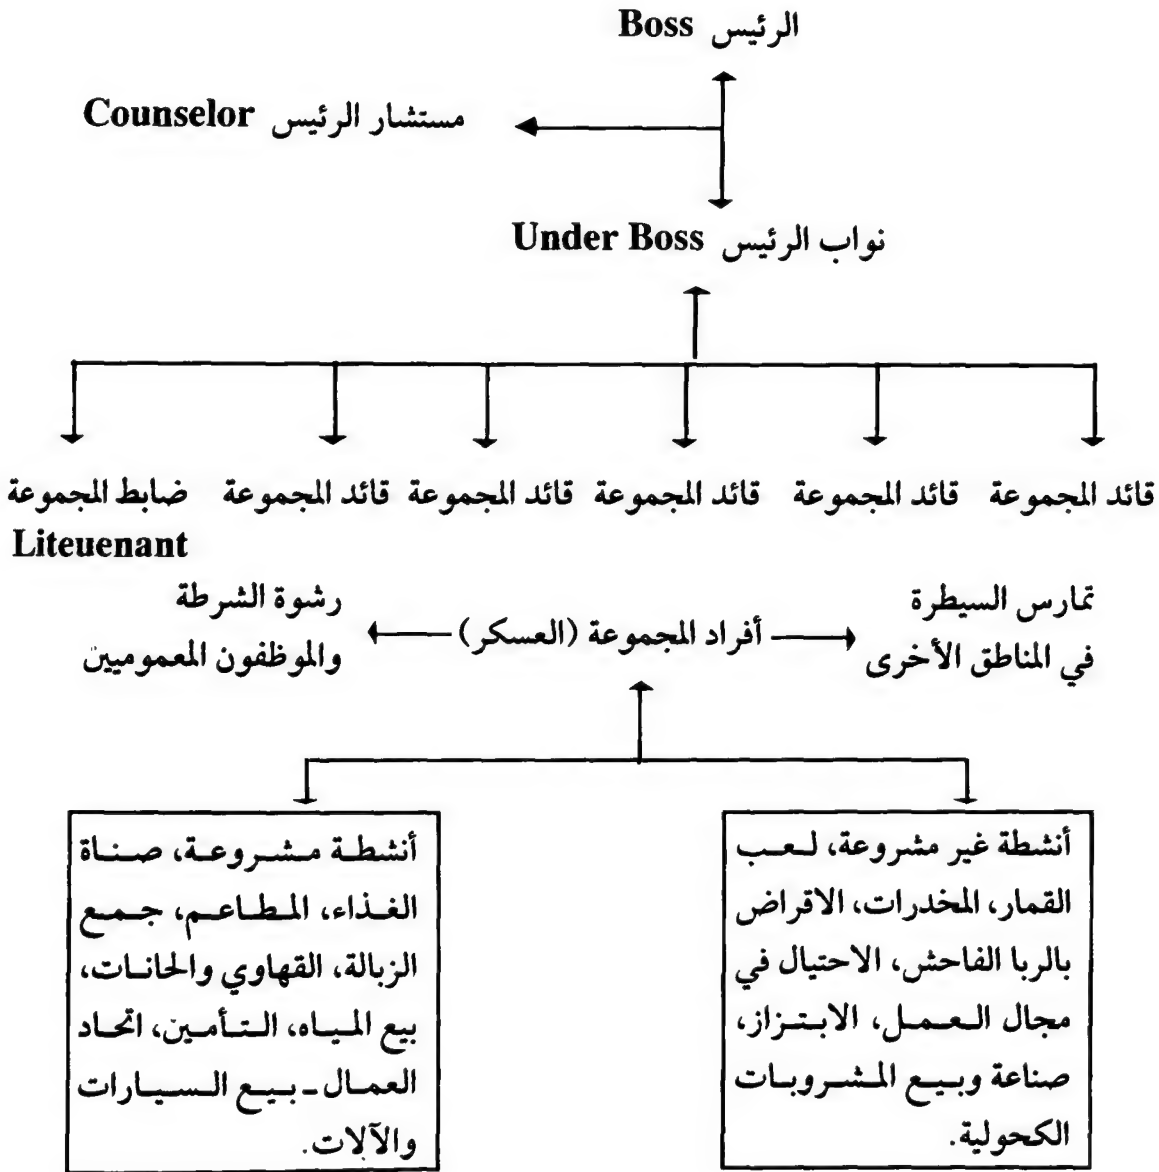 الرئيس Boss
مستشار الرئيس Counselor
نواب الرئيس Under Boss
قائد المجموعة قائد المجموعة قائد المجموعة قائد المجموعة قائد المجموعة ضابط المجموعة
Liteuenant
تمارس السيطرة
في المناطق الأخرى
أفراد المجموعة (العسكر)
رشوة الشرطة
والموظفون المعموميين
أنشطة غير مشروعة، لعب
القمار، المخدرات، الاقراض
بالربا الفاحش، الاحتيال في
مجال العمل، الابتزاز،
صناعة وبيع المشروبات
الكحولية.
أنشطة مشروعة، صناة
الغذاء، المطاعم، جمع
الزبالة، القهاوي والحانات،
بيع المياه، التأمين، اتحاد
العمال ـ بيع السيارات
والآلات.